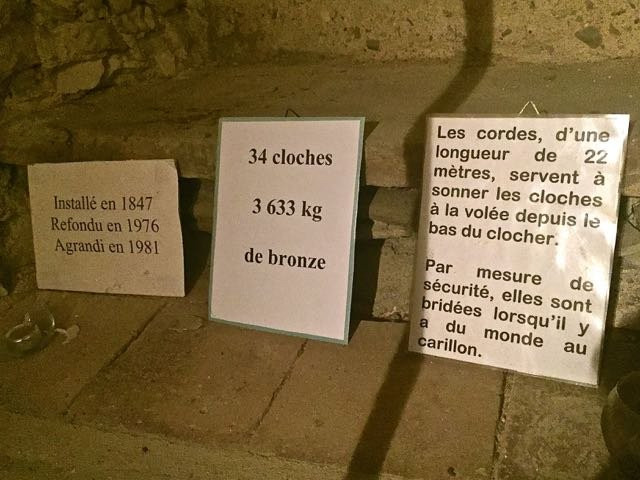 Installé en 1847
Refondu en 1976
Agrandi en 1981
34 cloches
3 633 kg
de bronze
Les cordes, d'une
longueur de 22
mètres, servent à
sonner les cloches
à la volée depuis le
bas du clocher.
Par mesure de
sécurité, elles sont
bridées lorsqu'il y
a du monde au
carillon.